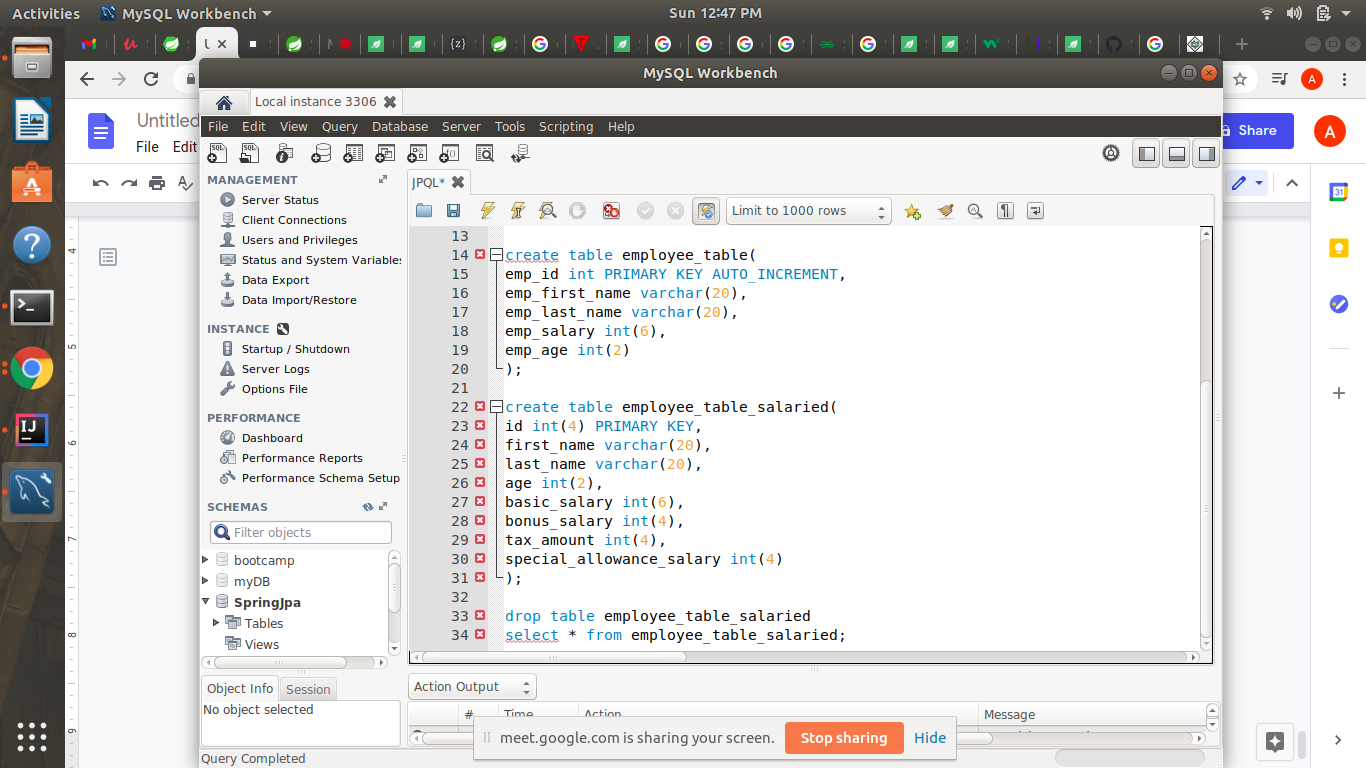 Activities
MySQL Workbench
Sun 12:47 PM
MySQL Workbench
Local instance 3306
File Edit View Query Database Server Tools Scripting Help
Untitled
File Edit
Share
A
A
MANAGEMENT
Server Status
Client Connections
Users and Privileges
Status and System Variables
Data Export
Data Import/Restore
INSTANCE
Startup / Shutdown
Server Logs
Options File
PERFORMANCE
Dashboard
Performance Reports
Performance Schema Setup
SCHEMAS
Filter objects
bootcamp
myDB
SpringJpa
Tables
Views
Object Info Session
No object selected
Query Completed
JPQL*
Limit to 1000 rows
13
14 create table employee_table(
15 emp_id int PRIMARY KEY AUTO_INCREMENT,
16 emp_first_name varchar(20),
17 emp_last_name varchar(20),
18 emp_salary int(6),
19 emp_age int(2)
20 );
21
22 create table employee_table_salaried(
23 id int(4) PRIMARY KEY,
24 first_name varchar(20),
25 last_name varchar(20),
26 age int(2),
27 basic_salary int(6),
28 bonus_salary int(4),
29 tax_amount int(4),
30 special_allowance_salary int(4)
31 );
32
33 drop table employee_table_salaried
34 select * from employee_table_salaried;
Action Output
# Time Action Message
meet.google.com is sharing your screen. Stop sharing Hide
4
5
6
7
8
9
31